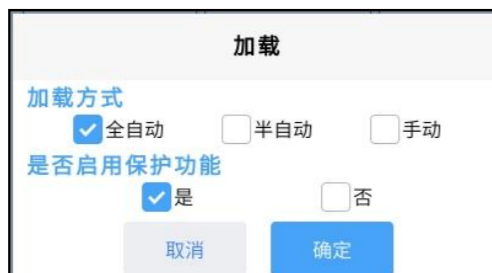 加载
加载方式
全自动 半自动 手动
是否启用保护功能
是 否
取消 确定